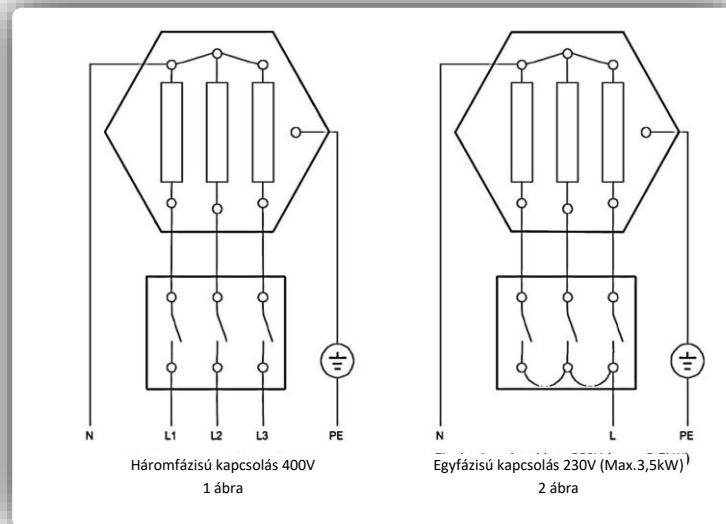 N L1 L2 L3 PE
Háromfázisú kapcsolás 400V
1 ábra
N L PE
Egyfázisú kapcsolás 230V (Max.3,5kW)
2 ábra